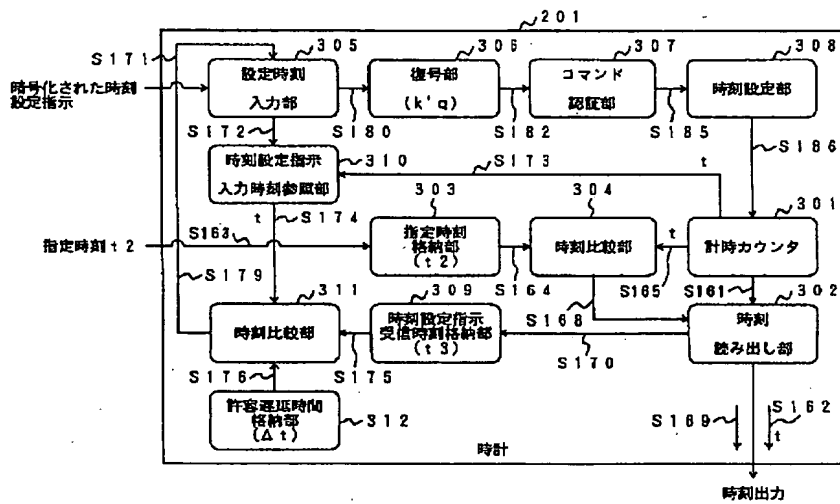 201
S171
305
306
307
308
暗号化された時刻
設定指示
設定時刻
入力部
復号部
(k'q)
コマンド
認証部
時刻設定部
S172
S180
S182
S185
S186
時刻設定指示
入力時刻参照部
310
S173
t
t
S174
303
304
301
指定時刻t2
S163
指定時刻
格納部
(t2)
時刻比較部
t
計時カウンタ
S179
S164
S165
S161
311
309
S168
302
時刻比較部
時刻設定指示
受信時刻格納部
(t3)
時刻
読み出し部
S176
S175
S170
許容遅延時間
格納部
(Δt)
312
S169
S162
t
時計
時刻出力